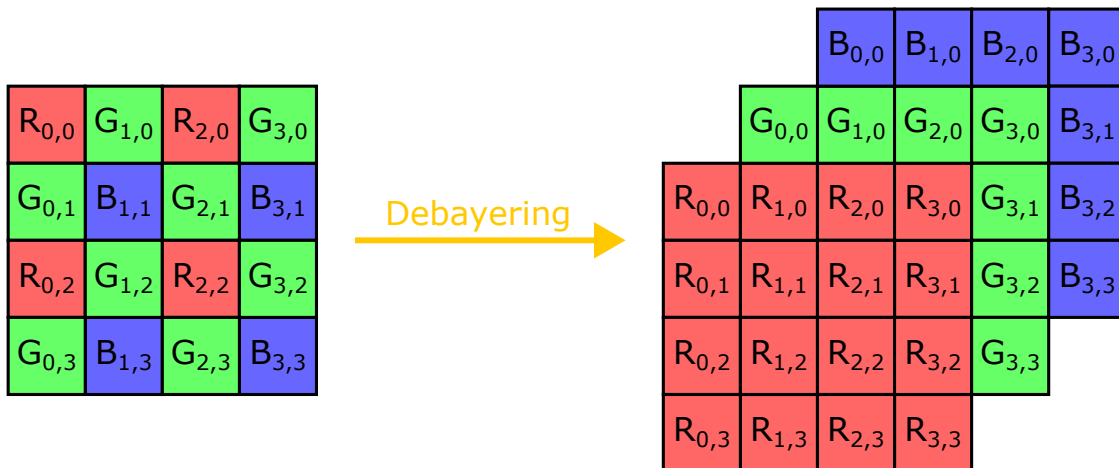 R0,0 G1,0 R2,0 G3,0
G0,1 B1,1 G2,1 B3,1
R0,2 G1,2 R2,2 G3,2
G0,3 B1,3 G2,3 B3,3
Debayering
B0,0 B1,0 B2,0 B3,0
G0,0 G1,0 G2,0 G3,0 B3,1
R0,0 R1,0 R2,0 R3,0 G3,1 B3,2
R0,1 R1,1 R2,1 R3,1 G3,2 B3,3
R0,2 R1,2 R2,2 R3,2 G3,3
R0,3 R1,3 R2,3 R3,3